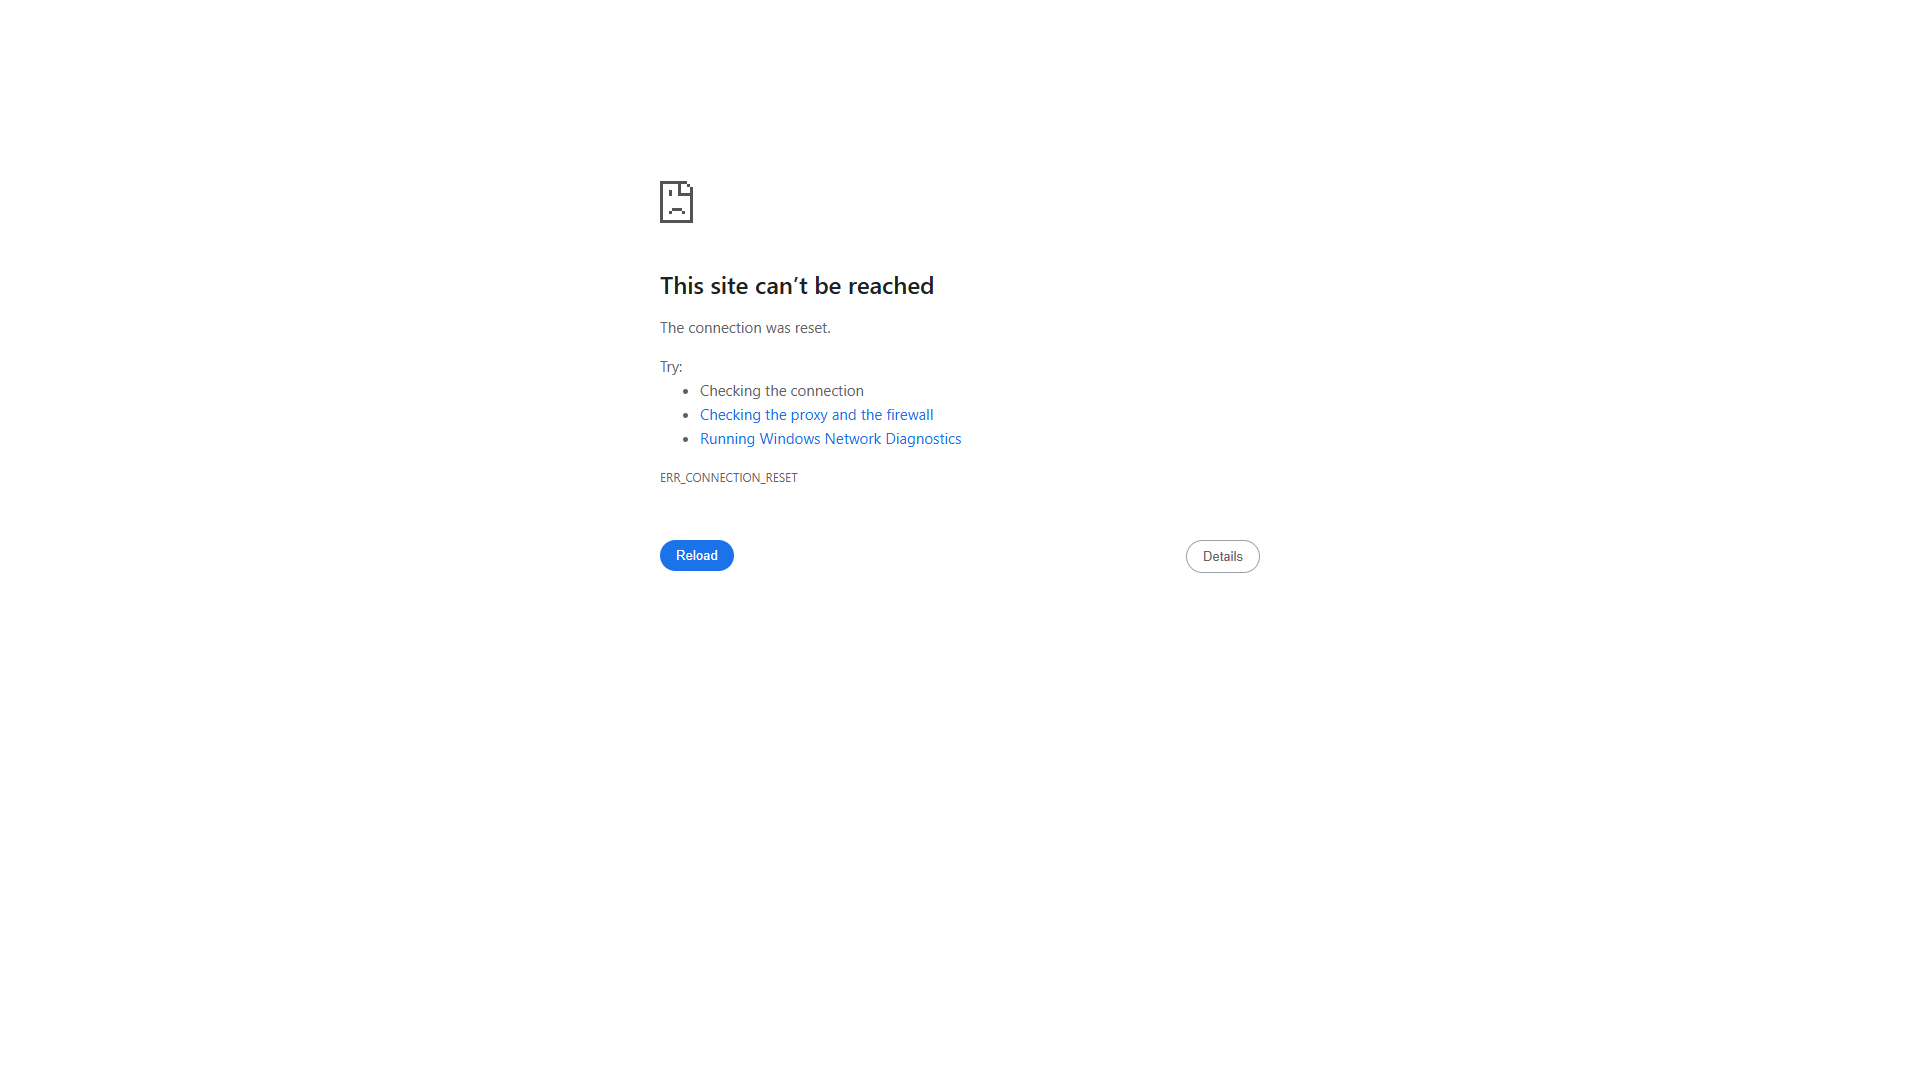 This site can’t be reached
The connection was reset.
Try:
• Checking the connection
• Checking the proxy and the firewall
• Running Windows Network Diagnostics
ERR_CONNECTION_RESET
Reload
Details